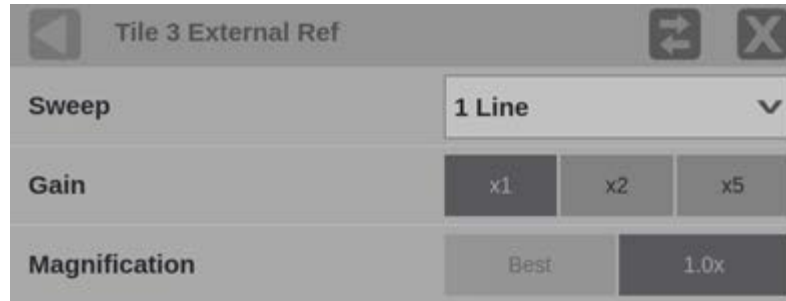 Tile 3 External Ref
Sweep 1 Line
Gain x1 x2 x5
Magnification Best 1.0x